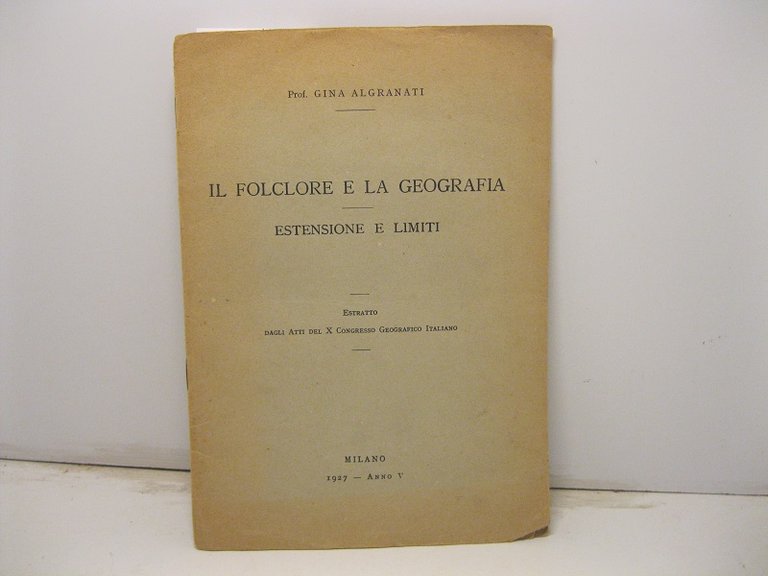 Prof. GINA ALGRANATI
IL FOLCLORE E LA GEOGRAFIA
ESTENSIONE E LIMITI
ESTRATTO
DAGLI ATTI DEL X CONGRESSO GEOGRAFICO ITALIANO
MILANO
1927 — ANNO V